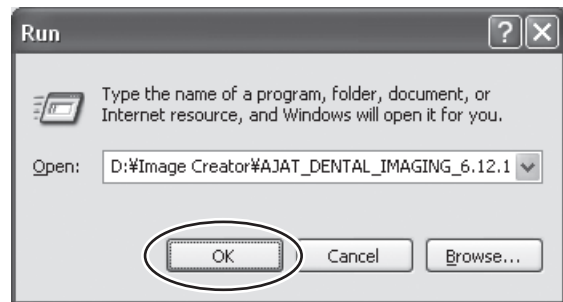 Run
Type the name of a program, folder, document, or
Internet resource, and Windows will open it for you.
Open: D:¥Image Creator¥AJAT_DENTAL_IMAGING_6.12.1
OK Cancel Browse...